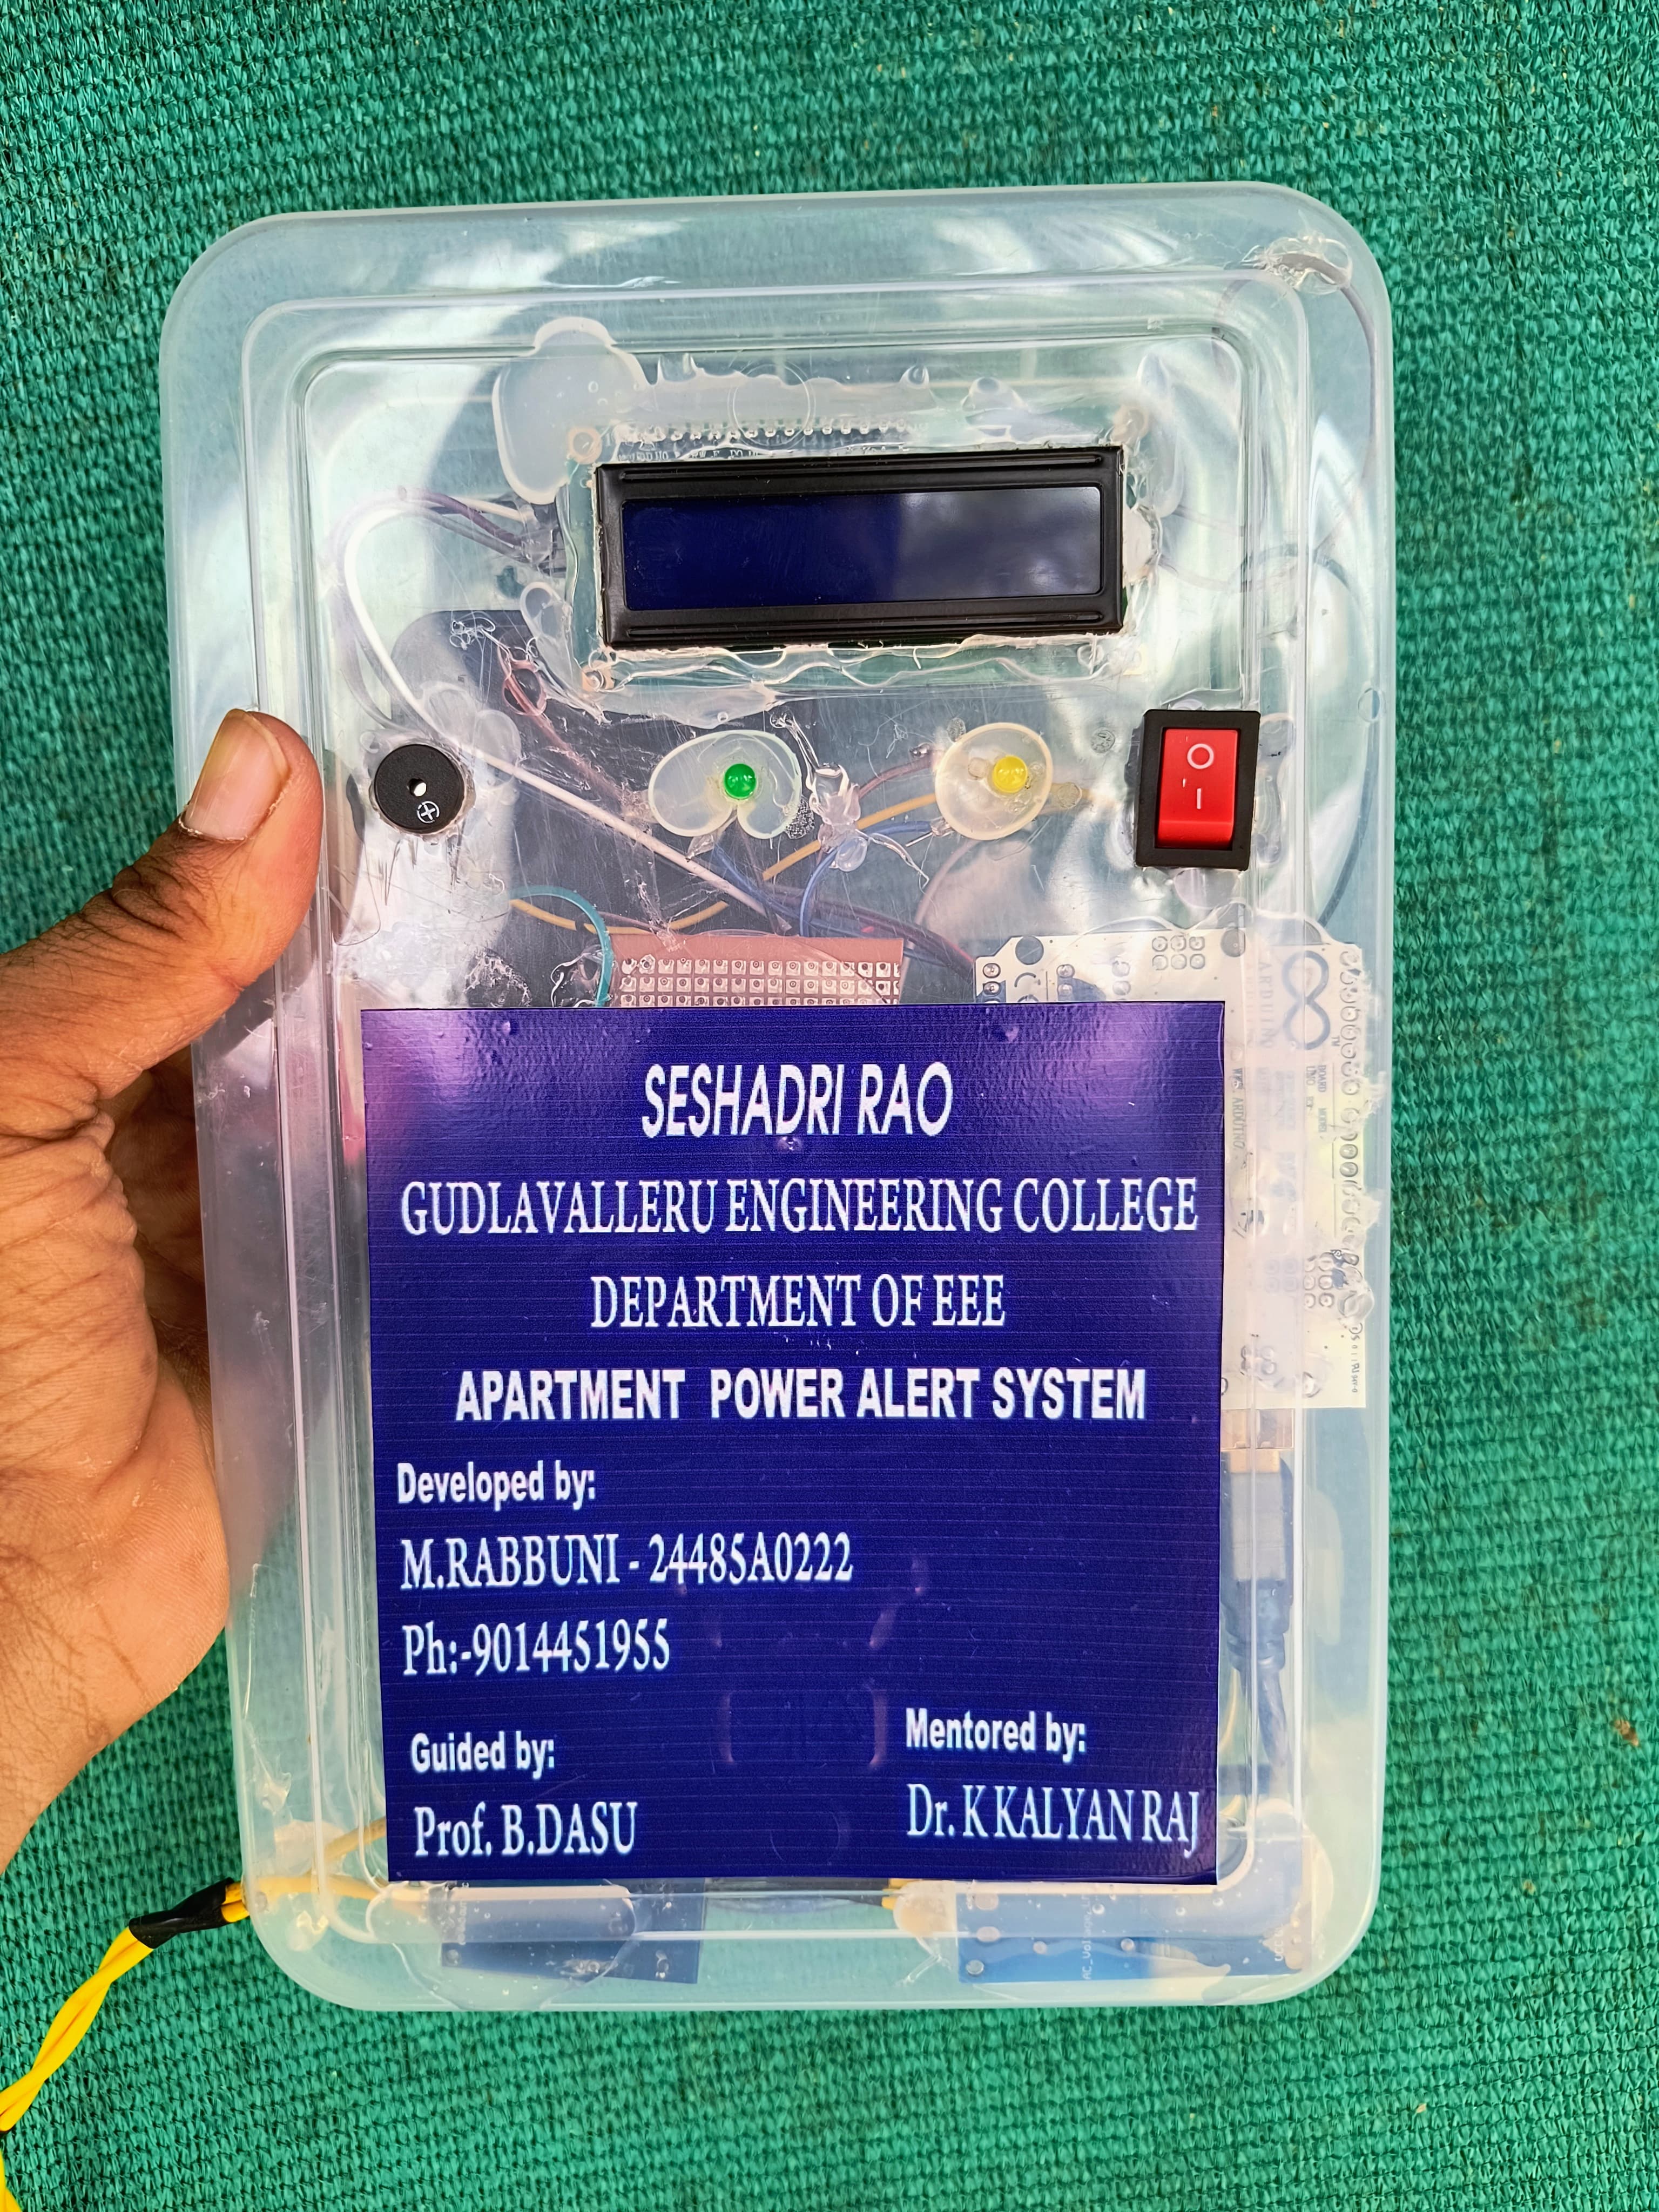 SESHADRI RAO
GUDLAVALLERU ENGINEERING COLLEGE
DEPARTMENT OF EEE
APARTMENT POWER ALERT SYSTEM
Developed by:
M.RABBUNI - 24485A0222
Ph:-9014451955
Guided by:
Prof. B.DASU
Mentored by:
Dr. K KALYAN RAJ